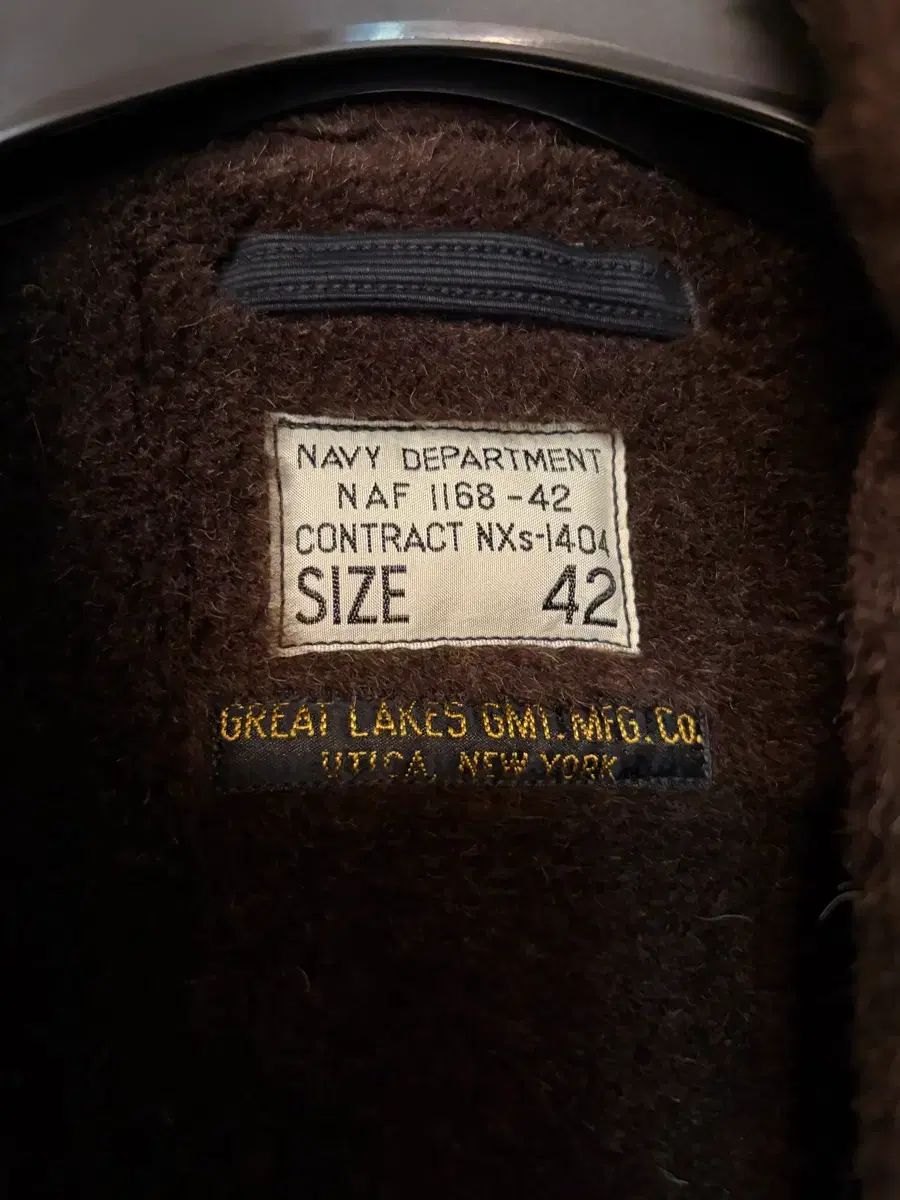 NAVY DEPARTMENT
NAF 1168-42
CONTRACT NXs-1404
SIZE 42
GREAT LAKES GMT. MFG. Co.
UTICA, NEW YORK